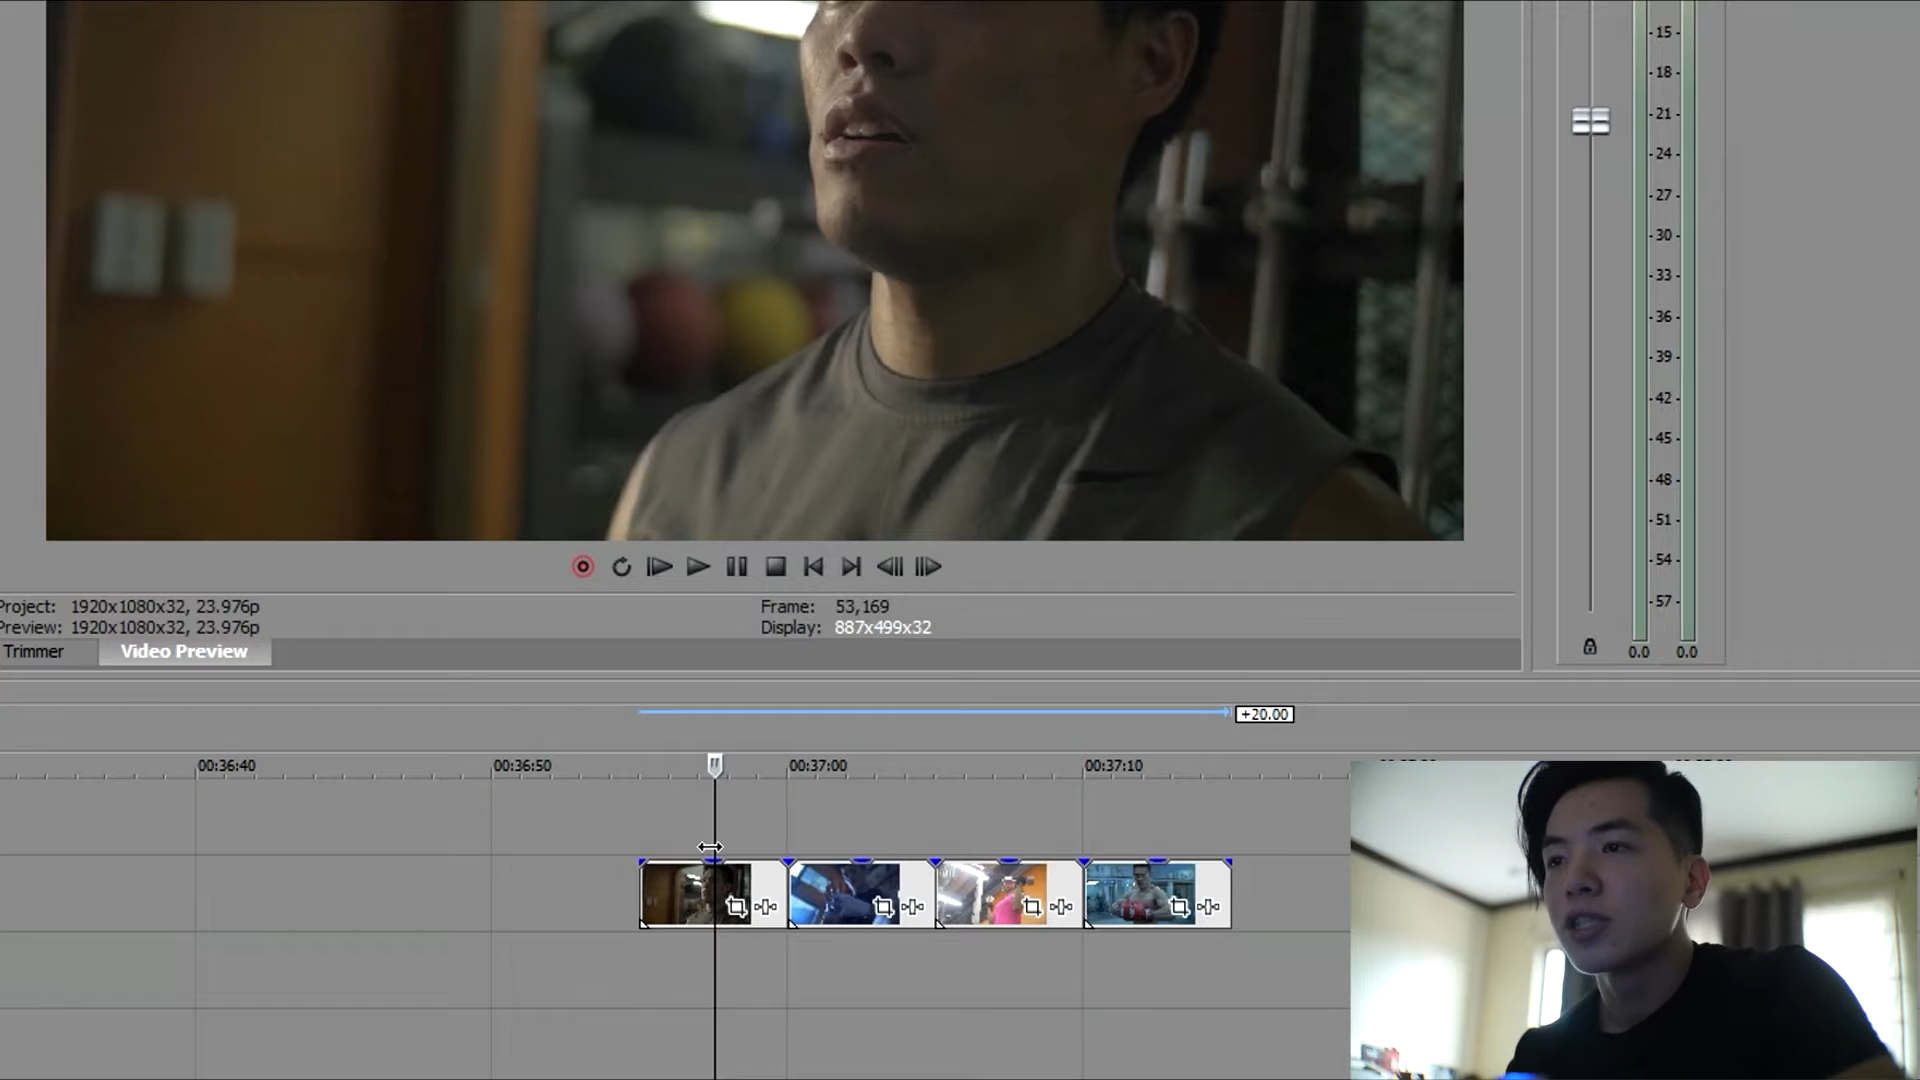 -15-
-18-
-21-
-24-
-27-
-30-
-33-
-36-
-39-
-42-
-45-
-48-
-51-
-54-
-57-
0.0 0.0
Project: 1920x1080x32, 23.976p
Frame: 53,169
Preview: 1920x1080x32, 23.976p
Display: 887x499x32
Trimmer Video Preview
+20.00
00:36:40 00:36:50 00:37:00 00:37:10